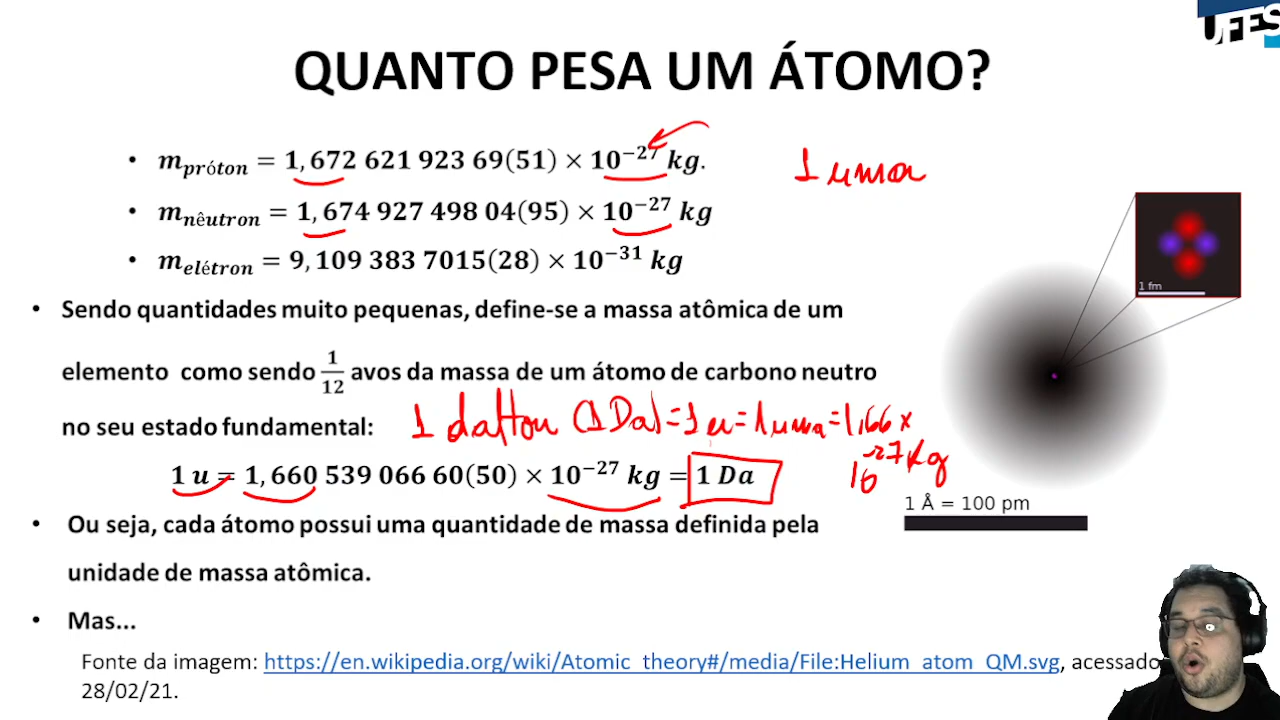 UFES
QUANTO PESA UM ÁTOMO?
• m_próton = 1,672 621 923 69(51) × 10⁻²⁷ kg.
1 uma
• m_nêutron = 1,674 927 498 04(95) × 10⁻²⁷ kg
• m_elétron = 9,109 383 7015(28) × 10⁻³¹ kg
1 fm
• Sendo quantidades muito pequenas, define-se a massa atômica de um
elemento como sendo 1/12 avos da massa de um átomo de carbono neutro
no seu estado fundamental:
1 dalton (1 Da) = 1 u = 1 uma = 1,66 ×
10⁻²⁷ Kg
1 u = 1,660 539 066 60(50) × 10⁻²⁷ kg = 1 Da
1 Å = 100 pm
• Ou seja, cada átomo possui uma quantidade de massa definida pela
unidade de massa atômica.
• Mas...
Fonte da imagem: https://en.wikipedia.org/wiki/Atomic_theory#/media/File:Helium_atom_QM.svg, acessado
28/02/21.